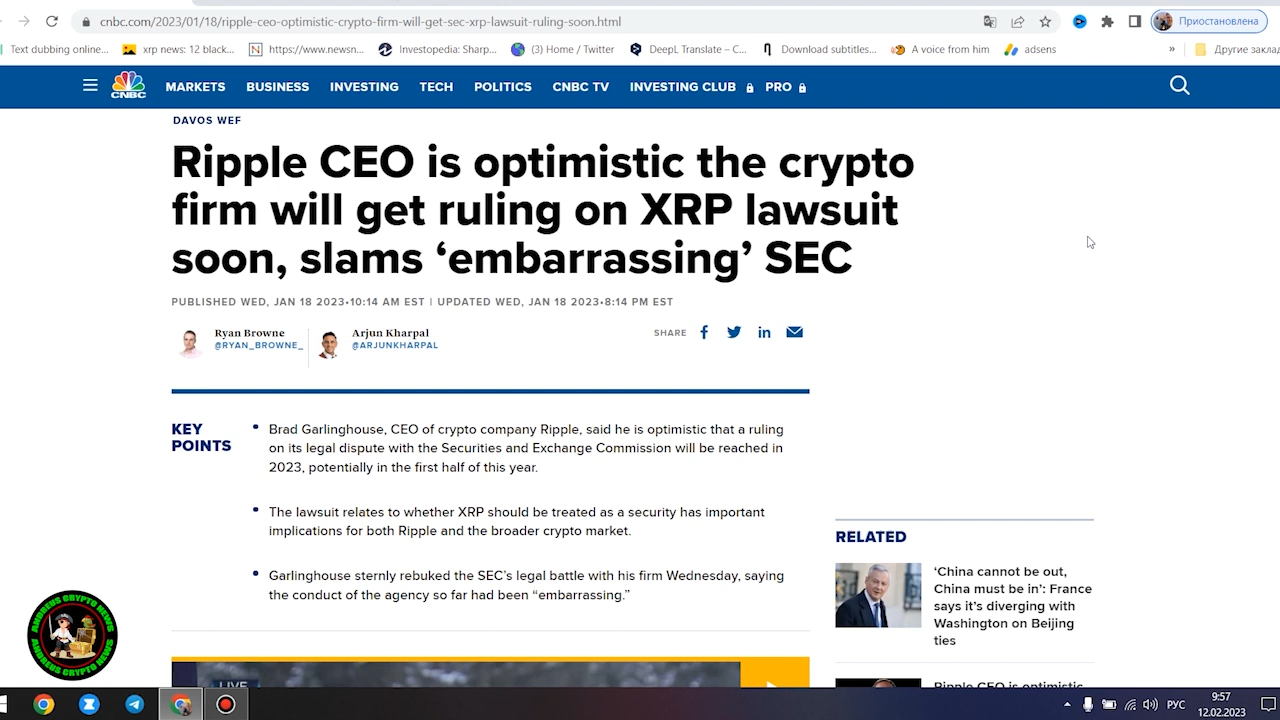 cnbc.com/2023/01/18/ripple-ceo-optimistic-crypto-firm-will-get-sec-xrp-lawsuit-ruling-soon.html
Приостановлена
Text dubbing online...
xrp news: 12 black...
https://www.newsn...
Investopedia: Sharp...
(3) Home / Twitter
DeepL Translate – C...
Download subtitles...
A voice from him
adsens
»
Другие заклад
CNBC
MARKETS
BUSINESS
INVESTING
TECH
POLITICS
CNBC TV
INVESTING CLUB
PRO
DAVOS WEF
Ripple CEO is optimistic the crypto
firm will get ruling on XRP lawsuit
soon, slams ‘embarrassing’ SEC
PUBLISHED WED, JAN 18 2023•10:14 AM EST | UPDATED WED, JAN 18 2023•8:14 PM EST
Ryan Browne
@RYAN_BROWNE_
Arjun Kharpal
@ARJUNKHARPAL
SHARE
KEY
POINTS
Brad Garlinghouse, CEO of crypto company Ripple, said he is optimistic that a ruling
on its legal dispute with the Securities and Exchange Commission will be reached in
2023, potentially in the first half of this year.
The lawsuit relates to whether XRP should be treated as a security has important
implications for both Ripple and the broader crypto market.
Garlinghouse sternly rebuked the SEC’s legal battle with his firm Wednesday, saying
the conduct of the agency so far had been “embarrassing.”
RELATED
‘China cannot be out,
China must be in’: France
says it’s diverging with
Washington on Beijing
ties
Ripple CEO is optimistic
LIVE
ANDREUS CRYPTO NEWS
ANDREUS CRYPTO NEWS
РУС
9:57
12.02.2023